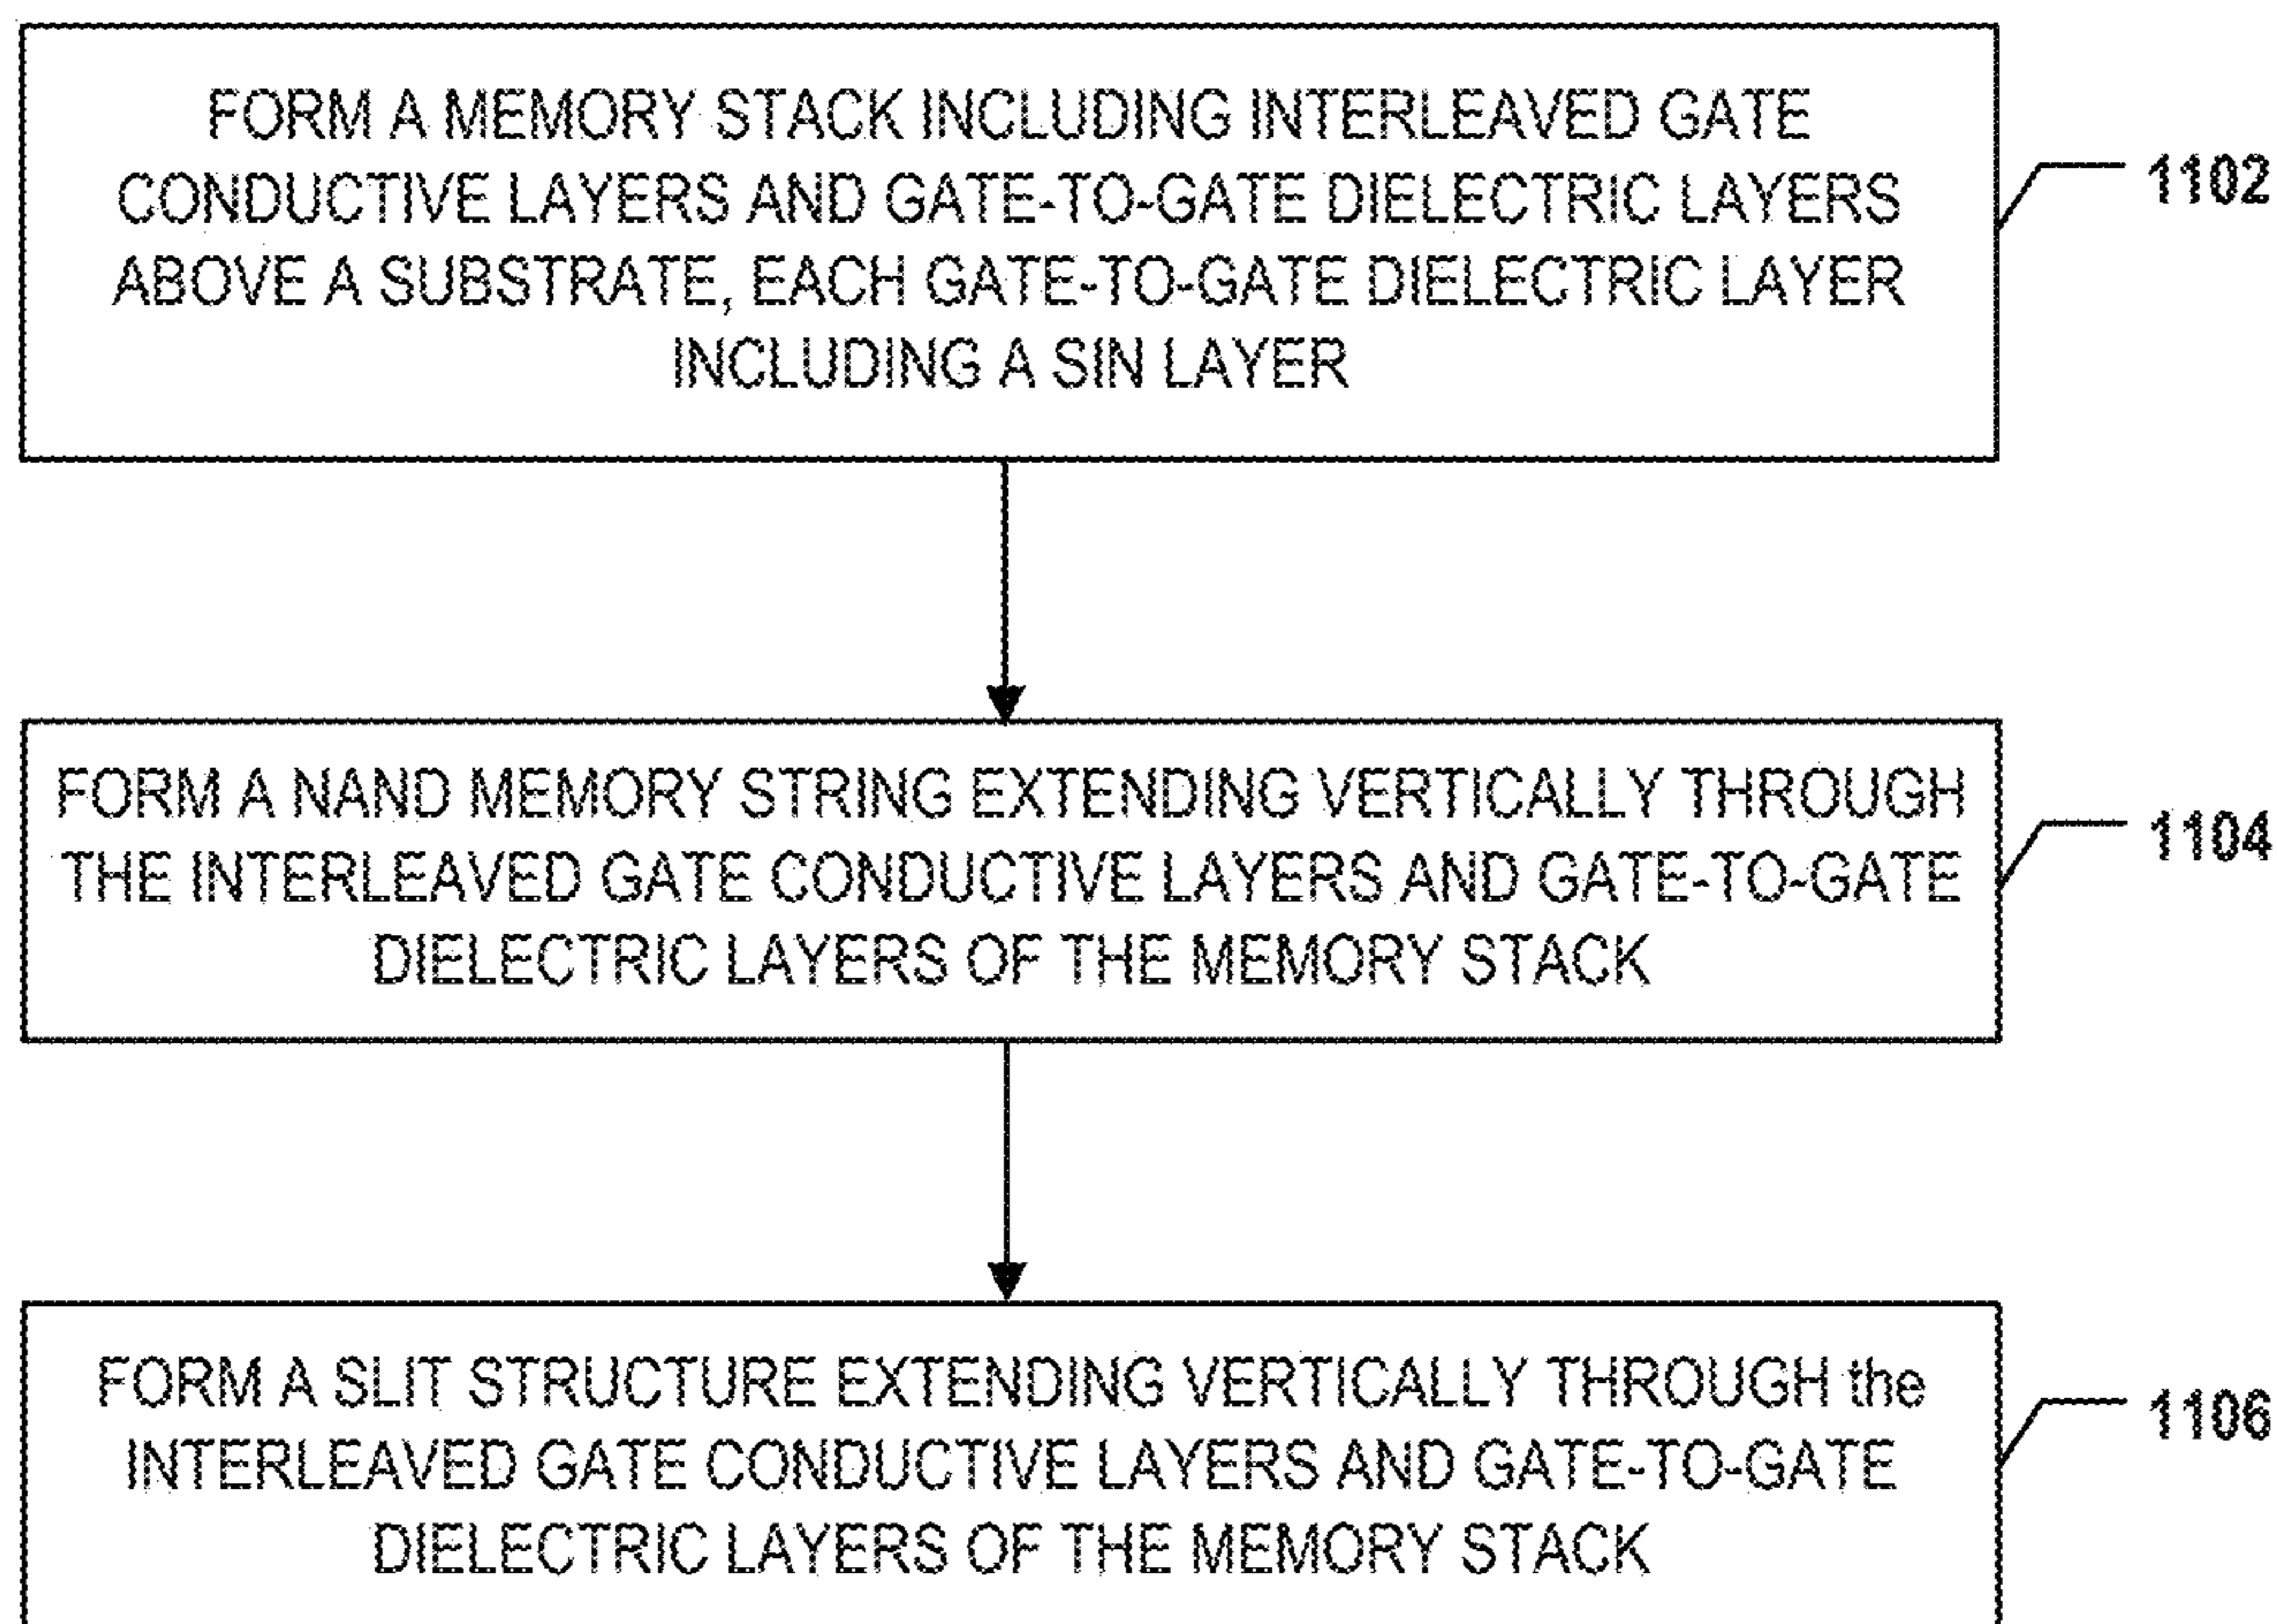 FORM A MEMORY STACK INCLUDING INTERLEAVED GATE
CONDUCTIVE LAYERS AND GATE-TO-GATE DIELECTRIC LAYERS
ABOVE A SUBSTRATE, EACH GATE-TO-GATE DIELECTRIC LAYER
INCLUDING A SIN LAYER
1102
FORM A NAND MEMORY STRING EXTENDING VERTICALLY THROUGH
THE INTERLEAVED GATE CONDUCTIVE LAYERS AND GATE-TO-GATE
DIELECTRIC LAYERS OF THE MEMORY STACK
1104
FORM A SLIT STRUCTURE EXTENDING VERTICALLY THROUGH the
INTERLEAVED GATE CONDUCTIVE LAYERS AND GATE-TO-GATE
DIELECTRIC LAYERS OF THE MEMORY STACK
1106